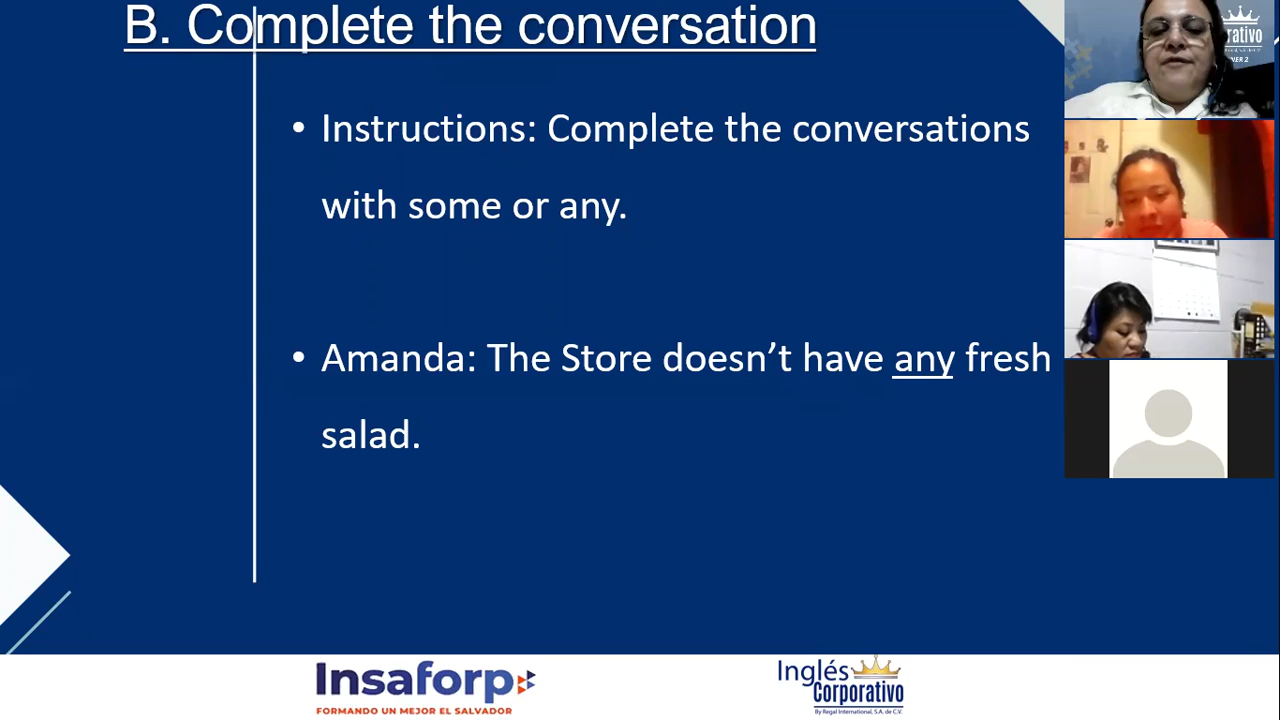 B. Complete the conversation
• Instructions: Complete the conversations
with some or any.
• Amanda: The Store doesn’t have any fresh
salad.
Insaforp
FORMANDO UN MEJOR EL SALVADOR
Inglés
Corporativo
By Regal International, S.A. de C.V.